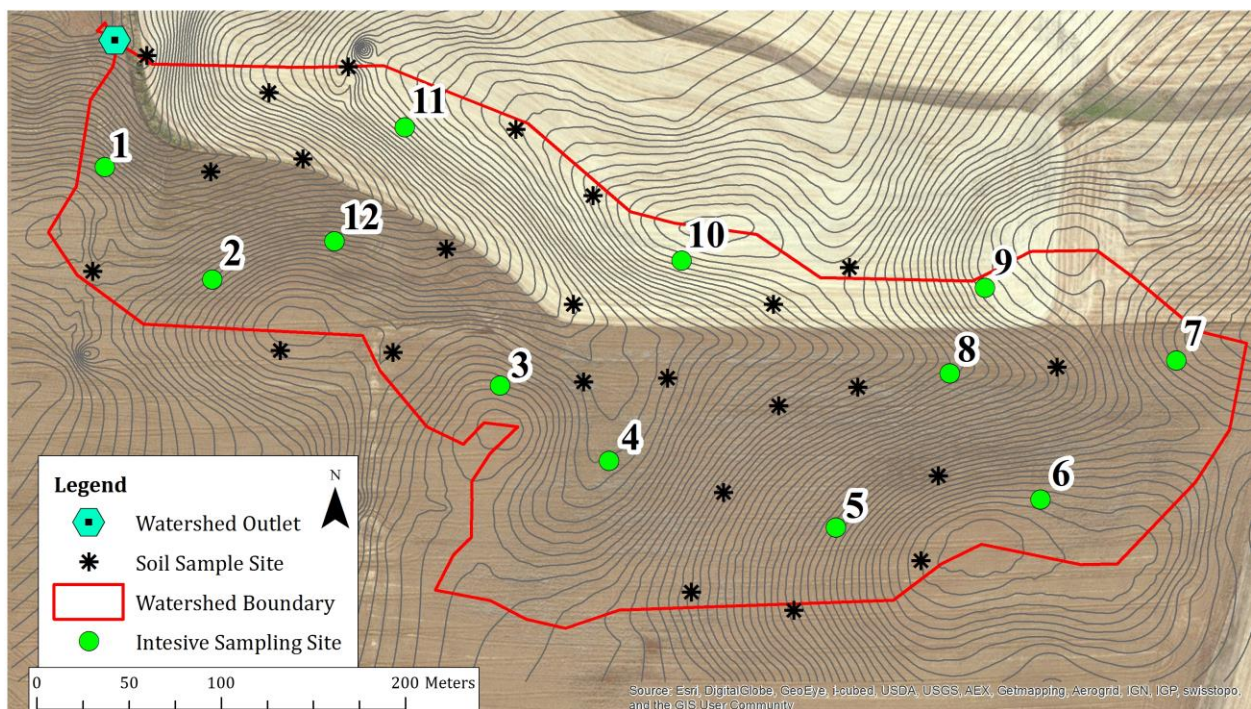 11
1
12
10
2
9
7
8
3
4
6
5
N
Legend
Watershed Outlet
Soil Sample Site
Watershed Boundary
Intesive Sampling Site
0 50 100 200 Meters
Source: Esri, DigitalGlobe, GeoEye, i-cubed, USDA, USGS, AEX, Getmapping, Aerogrid, IGN, IGP, swisstopo,
and the GIS User Community